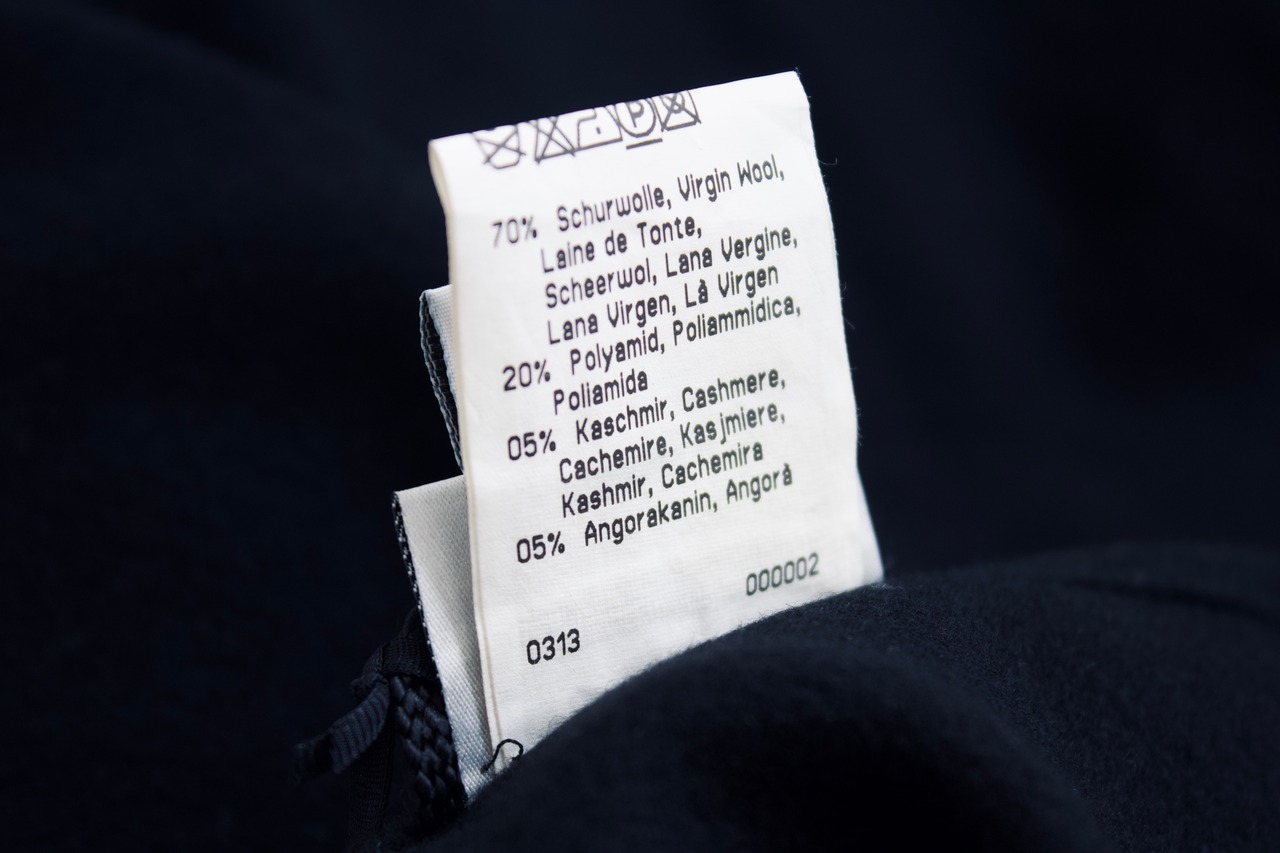 70% Schurwolle, Virgin Wool,
Laine de Tonte,
Scheerwol, Lana Vergine,
Lana Virgen, Là Virgen
20% Polyamid, Poliammidica,
Poliamida
05% Kaschmir, Cashmere,
Cachemire, Kasjmiere,
Kashmir, Cachemira
05% Angorakanin, Angorà
000002
0313